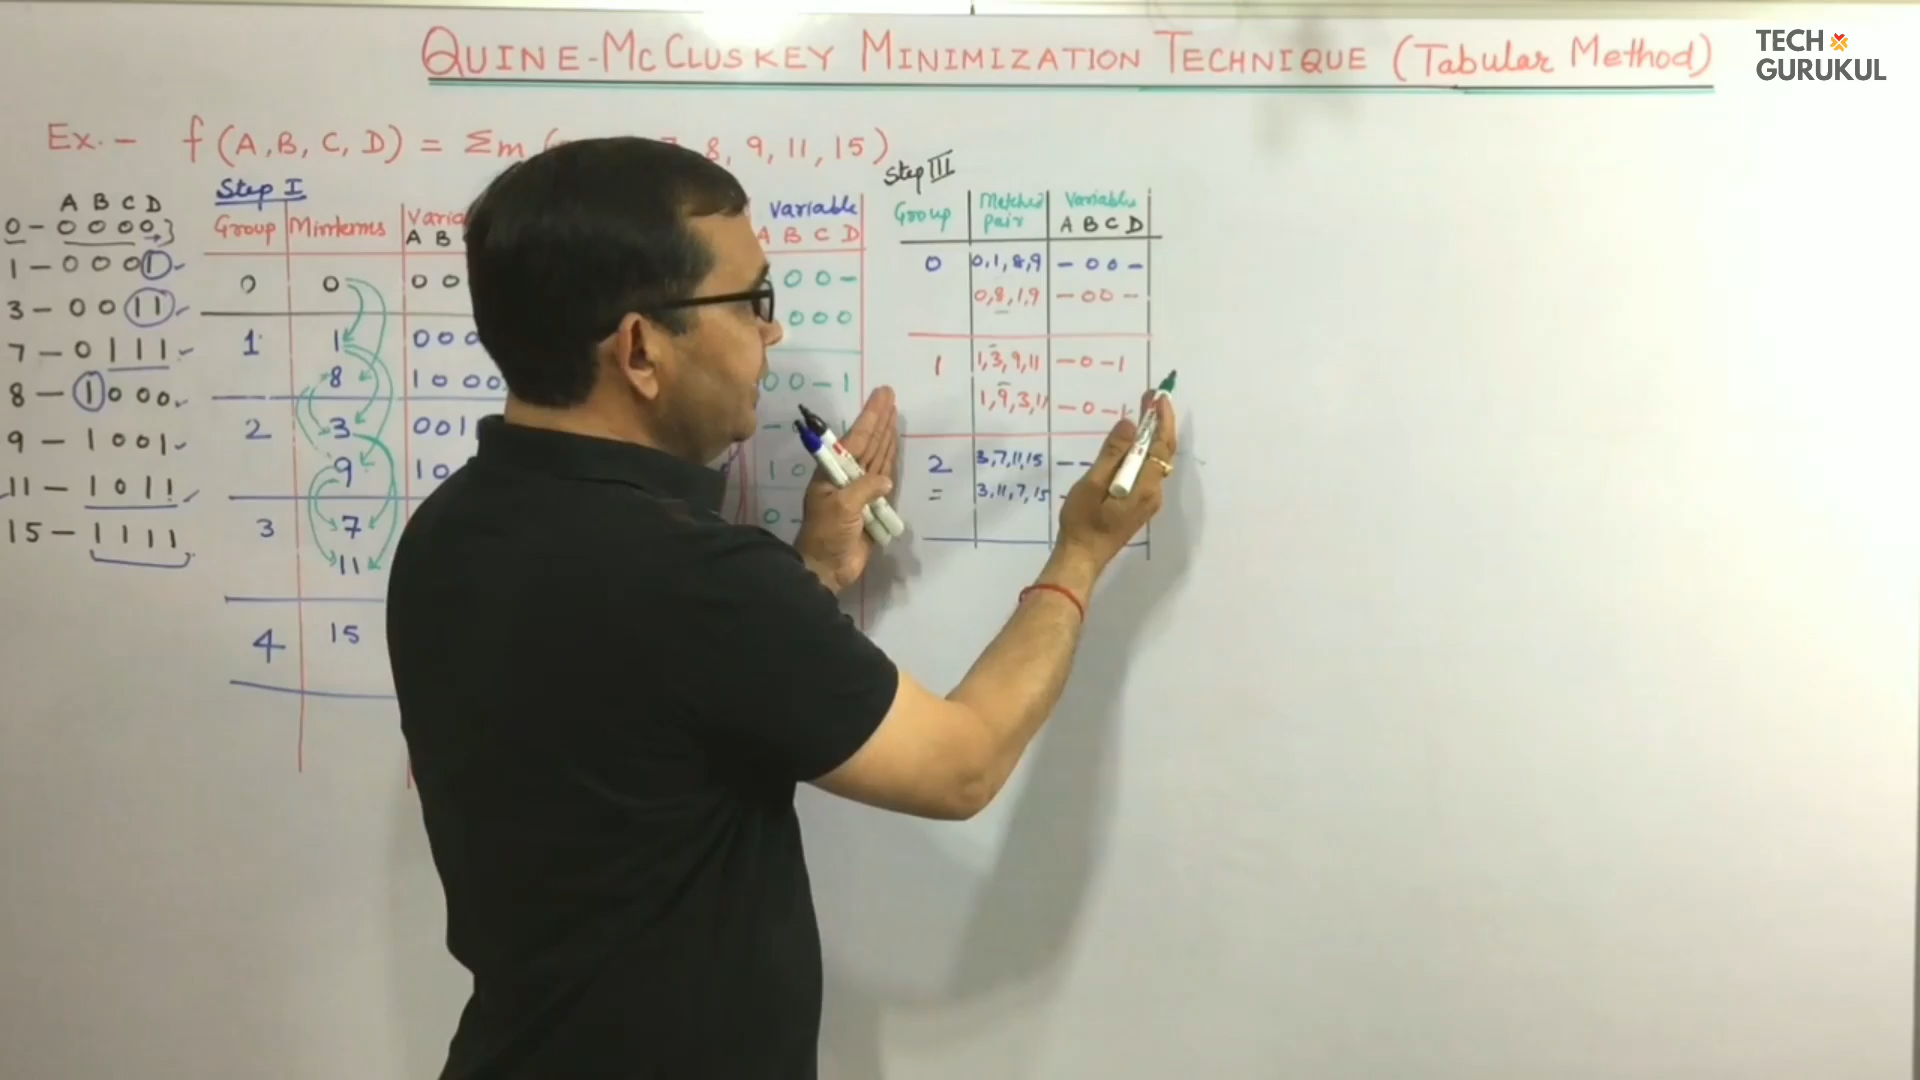 QUINE-McCLUSKEY MINIMIZATION TECHNIQUE (Tabular Method)
TECH
GURUKUL
Ex.- f(A,B,C,D) = Σm ( 8, 9, 11, 15)
Step I
Step III
A B C D
0 - 0 0 0 0
1 - 0 0 0 1
3 - 0 0 1 1
7 - 0 1 1 1
8 - 1 0 0 0
9 - 1 0 0 1
11 - 1 0 1 1
15 - 1 1 1 1
Group Minterms
A B
0 0 0 0
1 1 0 0 0
8 1 0 0 0
2 3 0 0 1
9 1 0
3 7
11
4 15
Variable
A B C D
0 0 -
0 0 0
0 0 - 1
1 0
0 -
Group Matched pair Variables
A B C D
0 0,1,8,9 - 0 0 -
0,8,1,9 - 0 0 -
1 1,3,9,11 - 0 - 1
1,9,3,11 - 0 - 1
2 3,7,11,15 - -
= 3,11,7,15 -